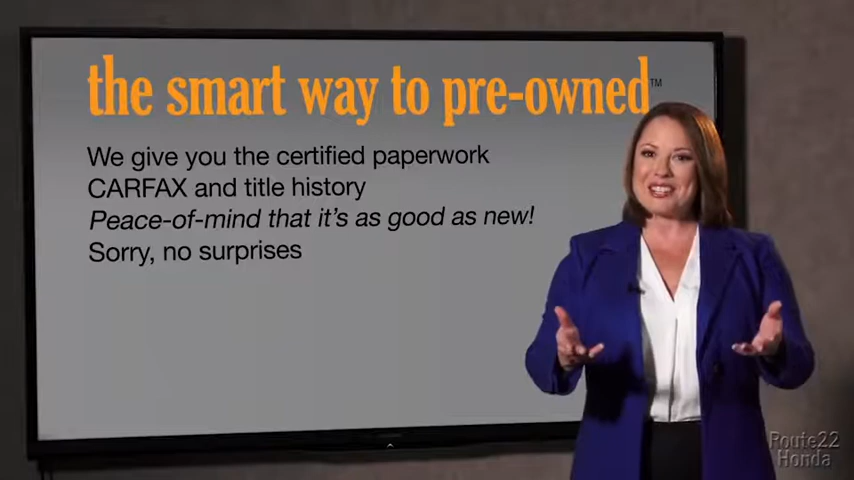 the smart way to pre-owned™
We give you the certified paperwork
CARFAX and title history
Peace-of-mind that it's as good as new!
Sorry, no surprises
Route22
Honda